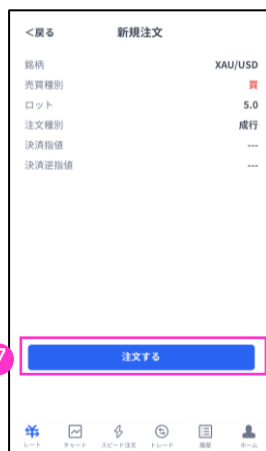 <戻る 新規注文
銘柄 XAU/USD
売買種別 買
ロット 5.0
注文種別 成行
決済指値 ---
決済逆指値 ---
7
注文する
レート チャート スピード注文 トレード 履歴 ホーム